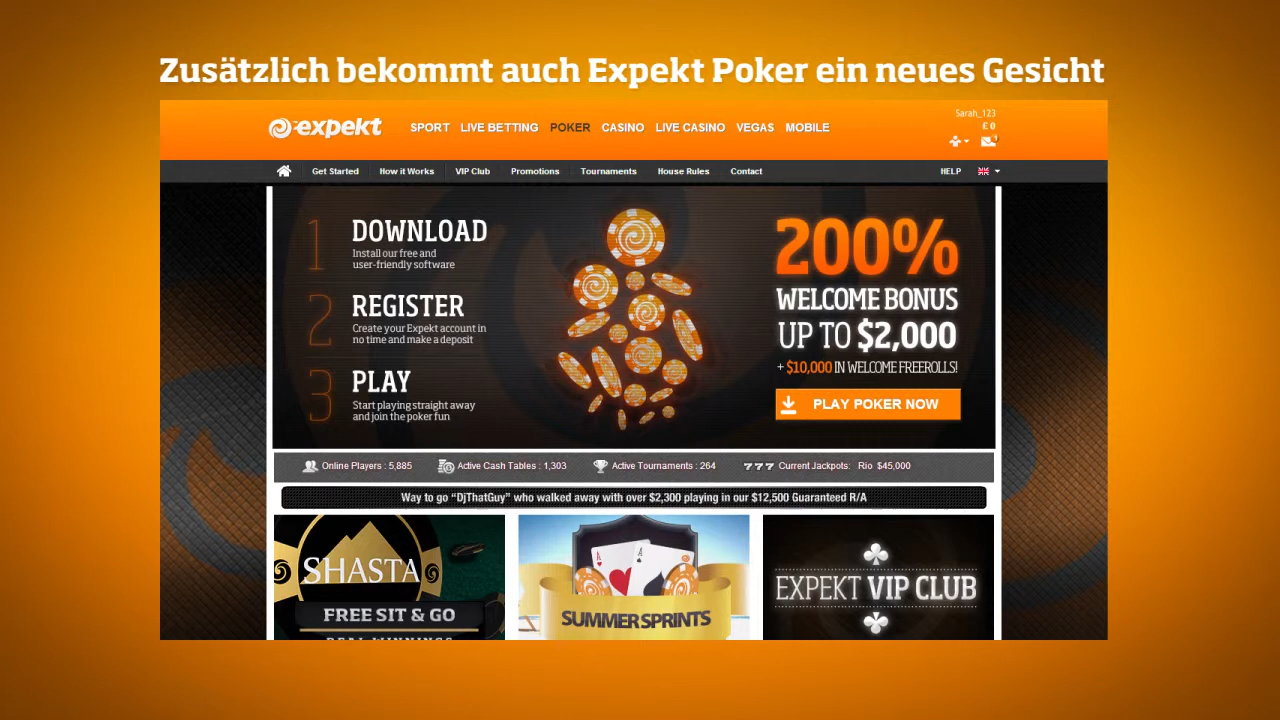 Zusätzlich bekommt auch Expekt Poker ein neues Gesicht
expekt
SPORT LIVE BETTING POKER CASINO LIVE CASINO VEGAS MOBILE
Sarah_123
£ 0
1
Get Started How it Works VIP Club Promotions Tournaments House Rules Contact
HELP
1 DOWNLOAD
Install our free and
user-friendly software
2 REGISTER
Create your Expekt account in
no time and make a deposit
3 PLAY
Start playing straight away
and join the poker fun
200%
WELCOME BONUS
UP TO $2,000
+ $10,000 IN WELCOME FREEROLLS!
PLAY POKER NOW
Online Players : 5,885 Active Cash Tables : 1,303 Active Tournaments : 264 777 Current Jackpots: Rio $45,000
Way to go “DjThatGuy” who walked away with over $2,300 playing in our $12,500 Guaranteed R/A
SHASTA
FREE SIT & GO
REAL WINNINGS
A A
SUMMER SPRINTS
EXPEKT VIP CLUB